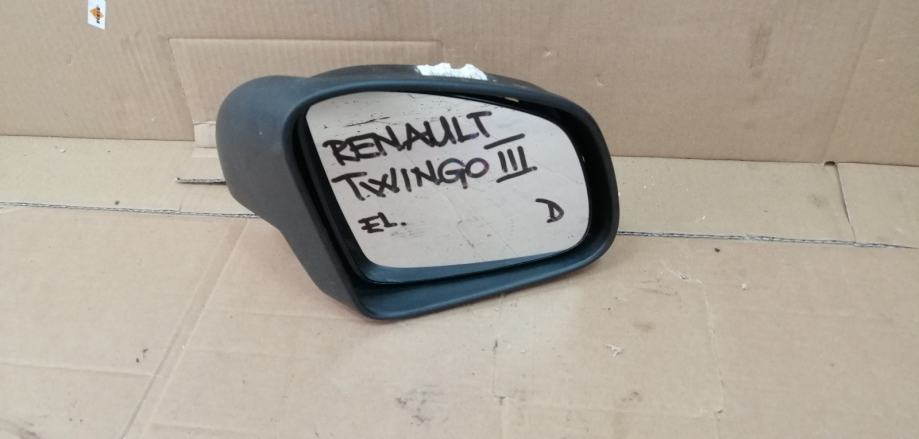 RENAULT
TWINGO III
EL. D